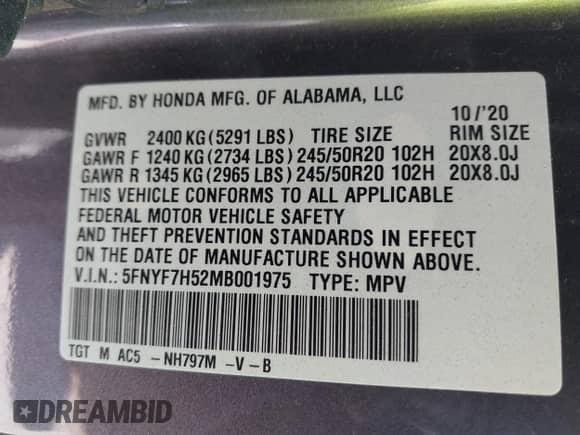 MFD. BY HONDA MFG. OF ALABAMA, LLC
10/'20
GVWR 2400 KG (5291 LBS) TIRE SIZE RIM SIZE
GAWR F 1240 KG (2734 LBS) 245/50R20 102H 20X8.0J
GAWR R 1345 KG (2965 LBS) 245/50R20 102H 20X8.0J
THIS VEHICLE CONFORMS TO ALL APPLICABLE
FEDERAL MOTOR VEHICLE SAFETY
AND THEFT PREVENTION STANDARDS IN EFFECT
ON THE DATE OF MANUFACTURE SHOWN ABOVE.
V.I.N.: 5FNYF7H52MB001975 TYPE: MPV
TGT M AC5 -NH797M -V-B
DREAMBID